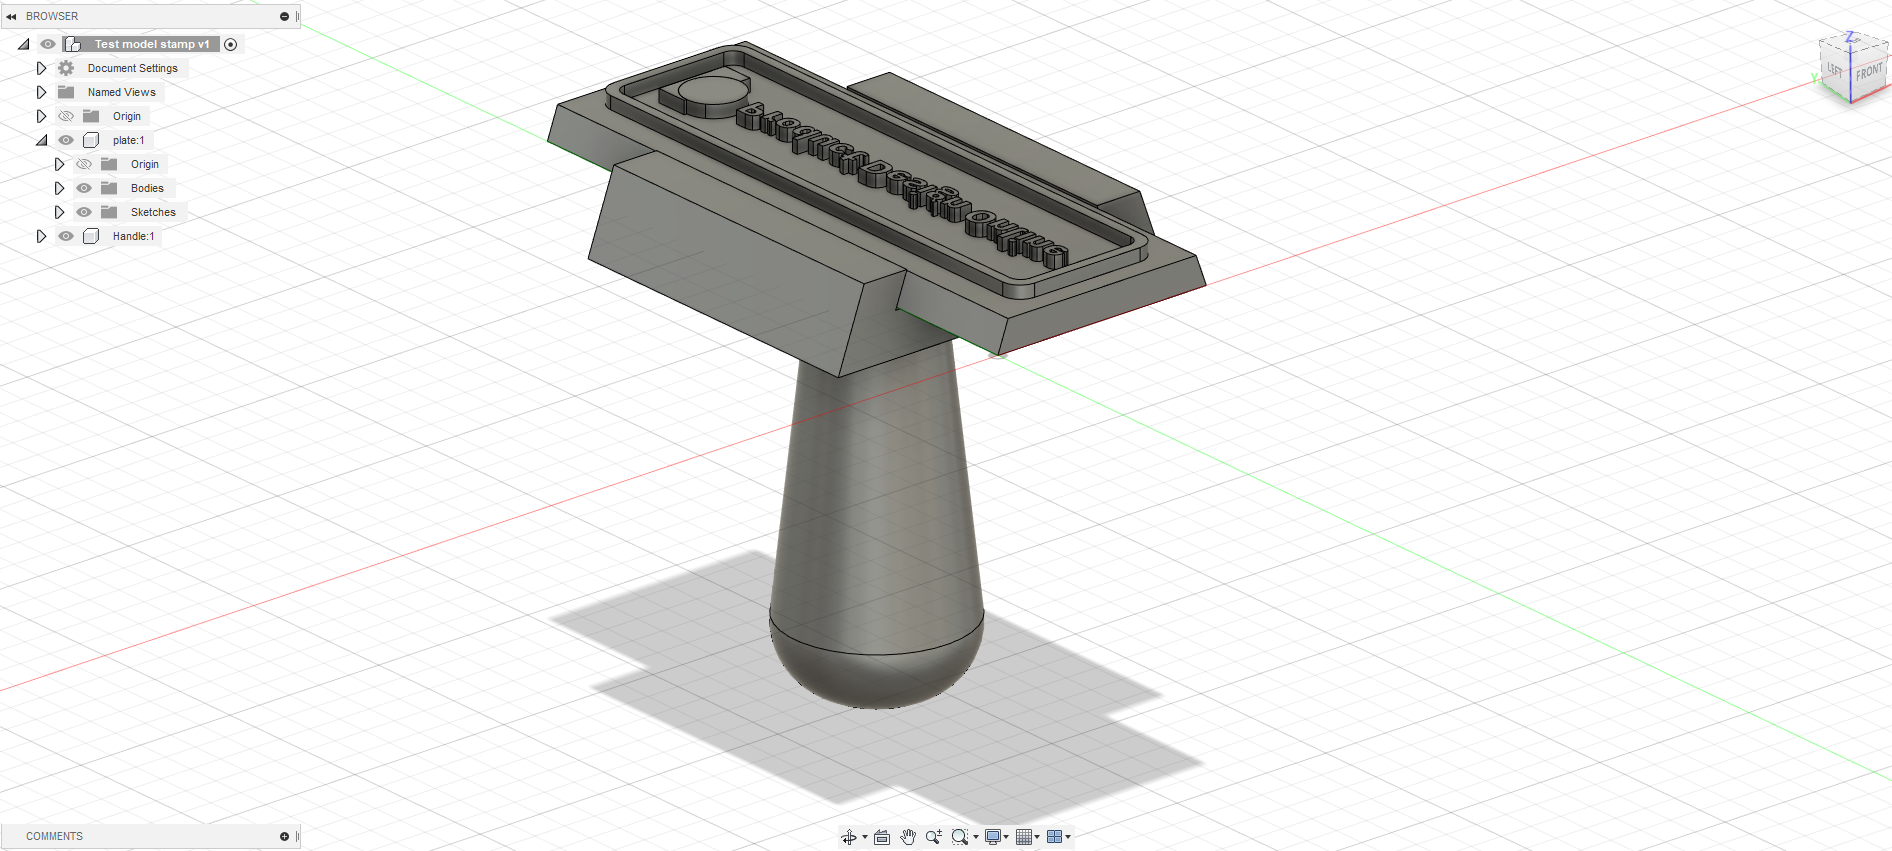 BROWSER
Test model stamp v1
Document Settings
Named Views
Origin
plate:1
Origin
Bodies
Sketches
Handle:1
Z
Y
LEFT
FRONT
COMMENTS